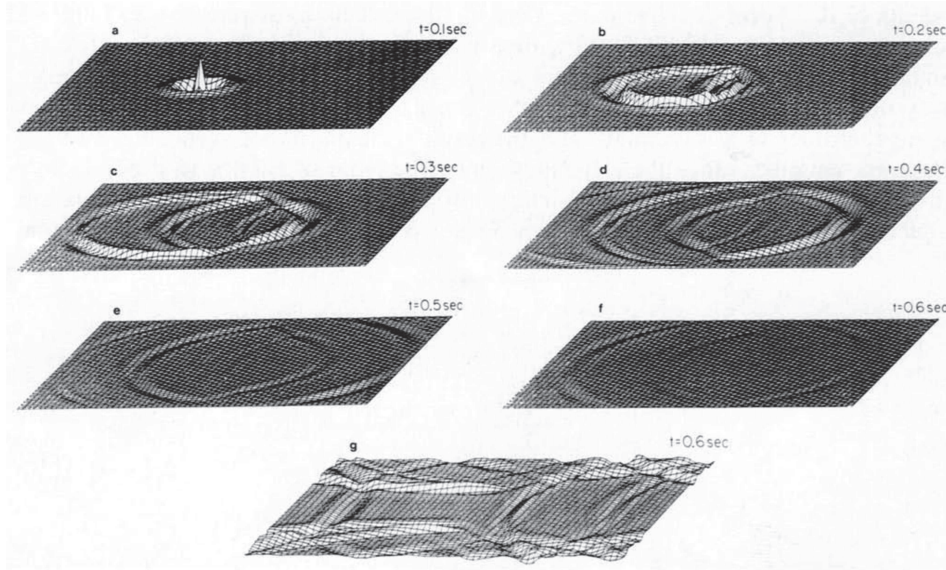 a t=0.1sec
b t=0.2sec
c t=0.3sec
d t=0.4sec
e t=0.5sec
f t=0.6sec
g t=0.6sec